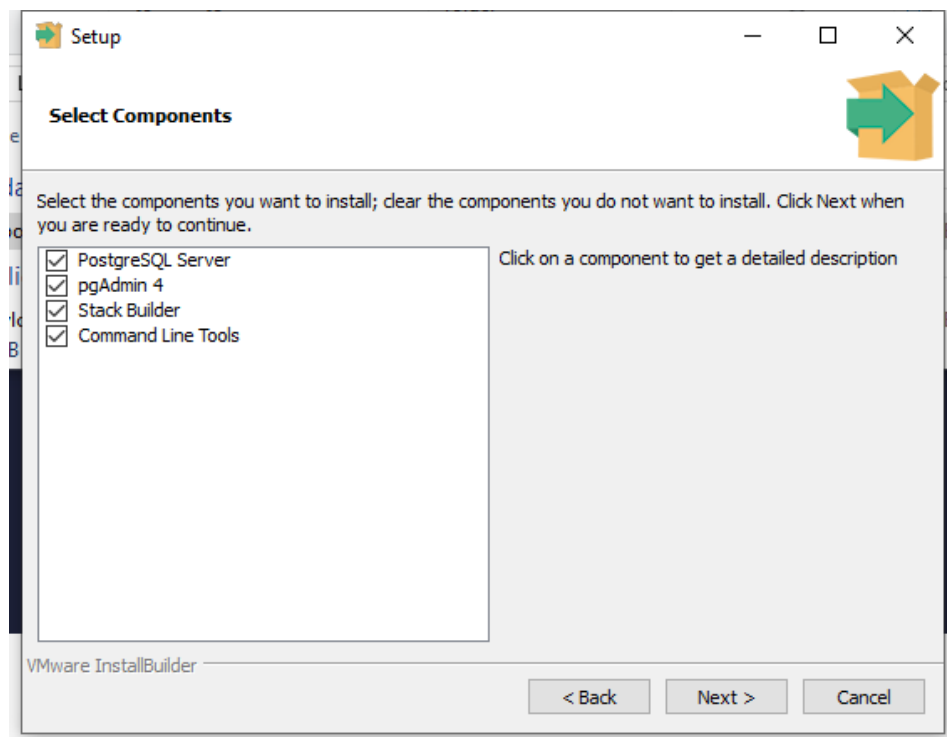 Setup
Select Components
Select the components you want to install; clear the components you do not want to install. Click Next when
you are ready to continue.
PostgreSQL Server
pgAdmin 4
Stack Builder
Command Line Tools
Click on a component to get a detailed description
VMware InstallBuilder
< Back
Next >
Cancel